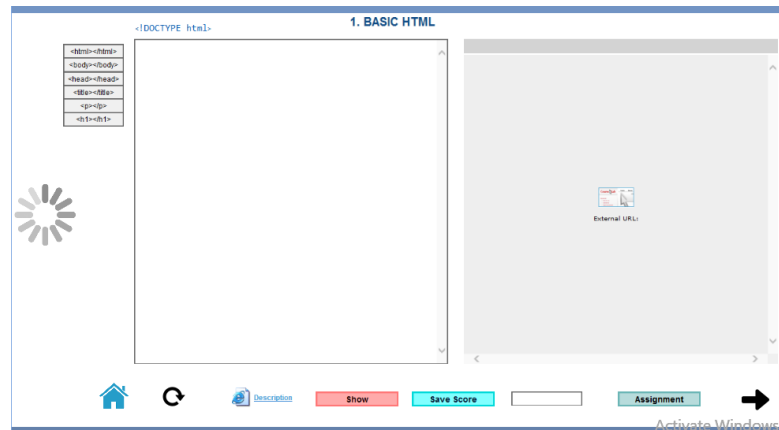 1. BASIC HTML
<!DOCTYPE html>
<html></html>
<body></body>
<head></head>
<title></title>
<p></p>
<h1></h1>
External URL:
Description
Show
Save Score
Assignment
Activate Windows